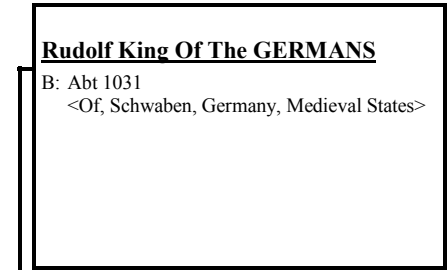 Rudolf King Of The GERMANS
B: Abt 1031
<Of, Schwaben, Germany, Medieval States>